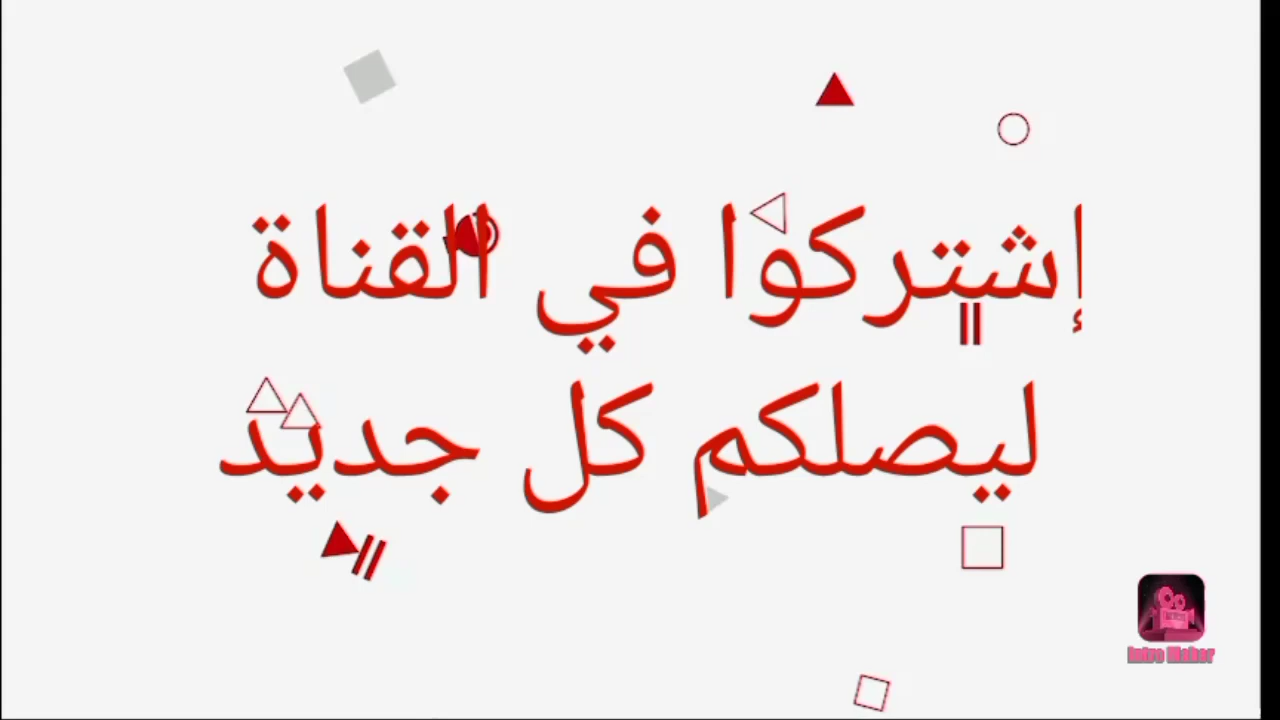 إشتركوا في القناة
ليصلكم كل جديد
Intro Maker